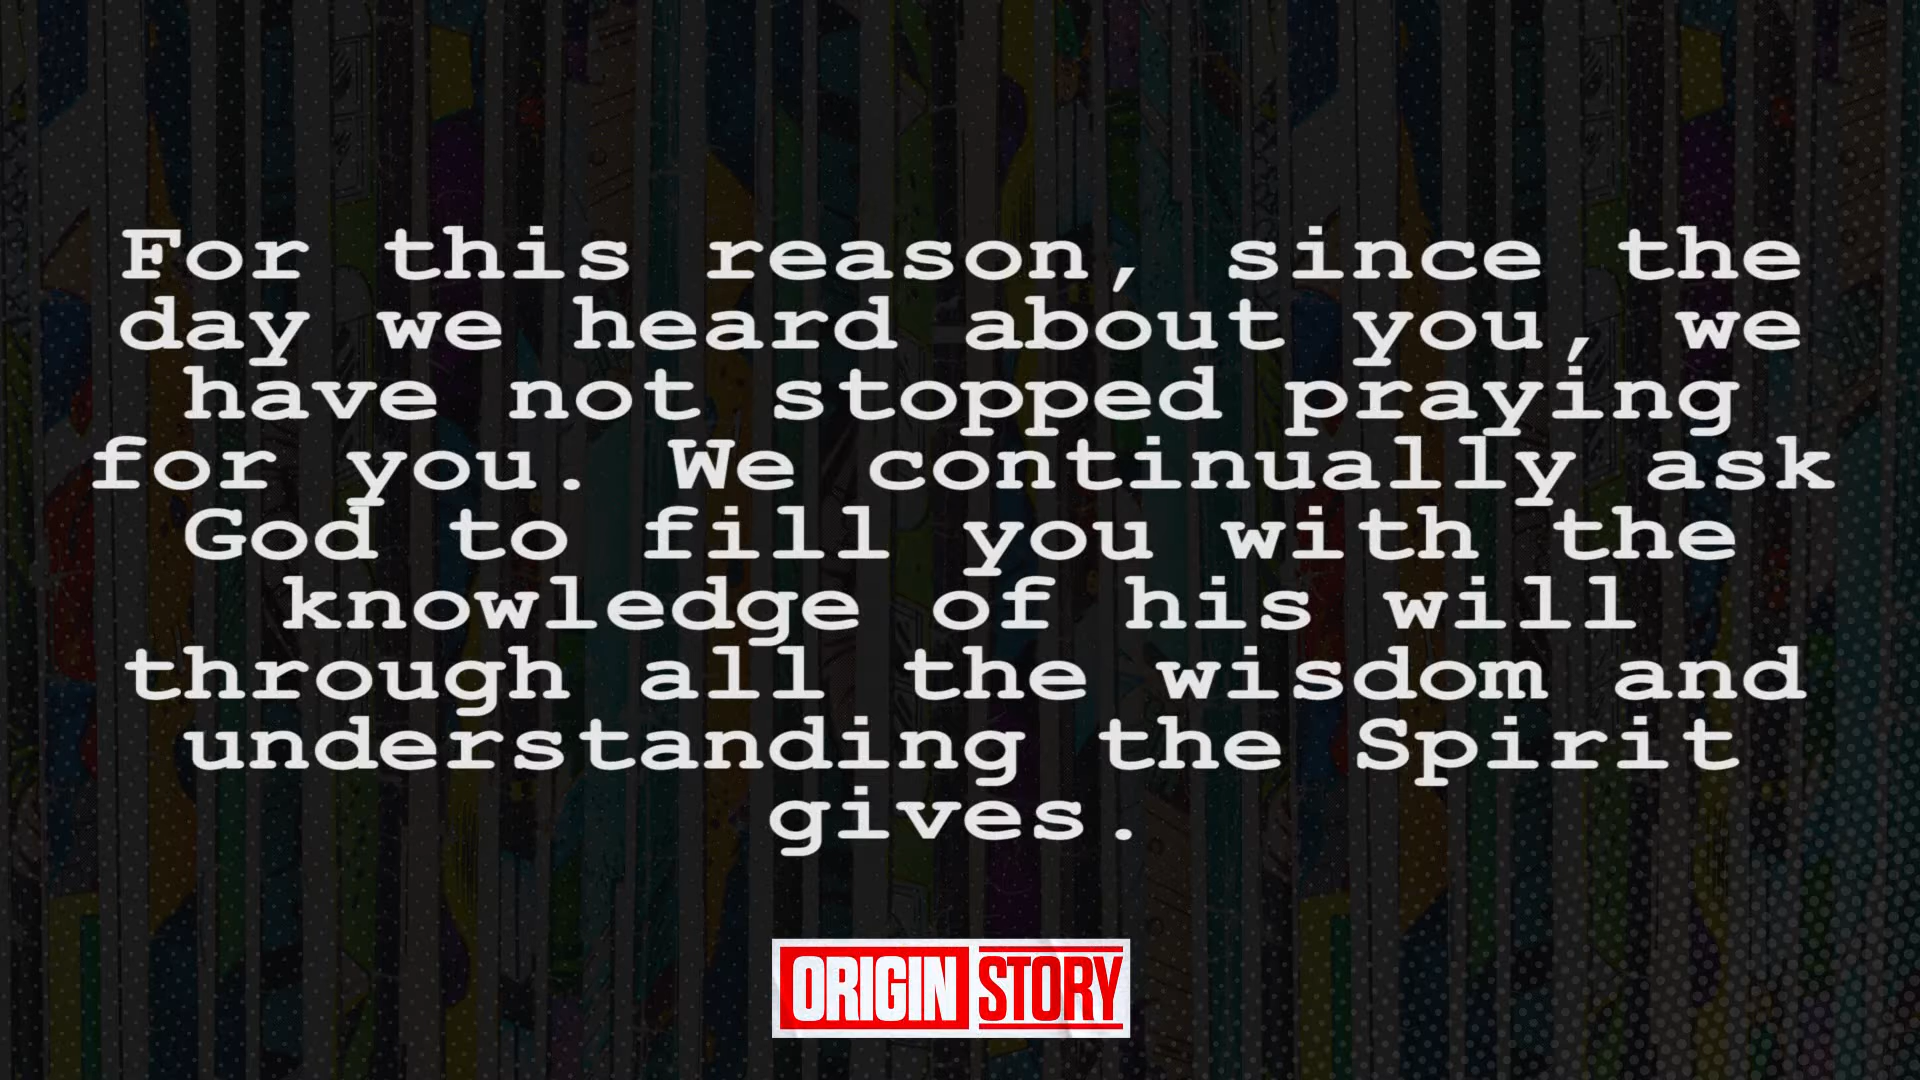 For this reason, since the
day we heard about you, we
have not stopped praying
for you. We continually ask
God to fill you with the
knowledge of his will
through all the wisdom and
understanding the Spirit
gives.
ORIGIN STORY